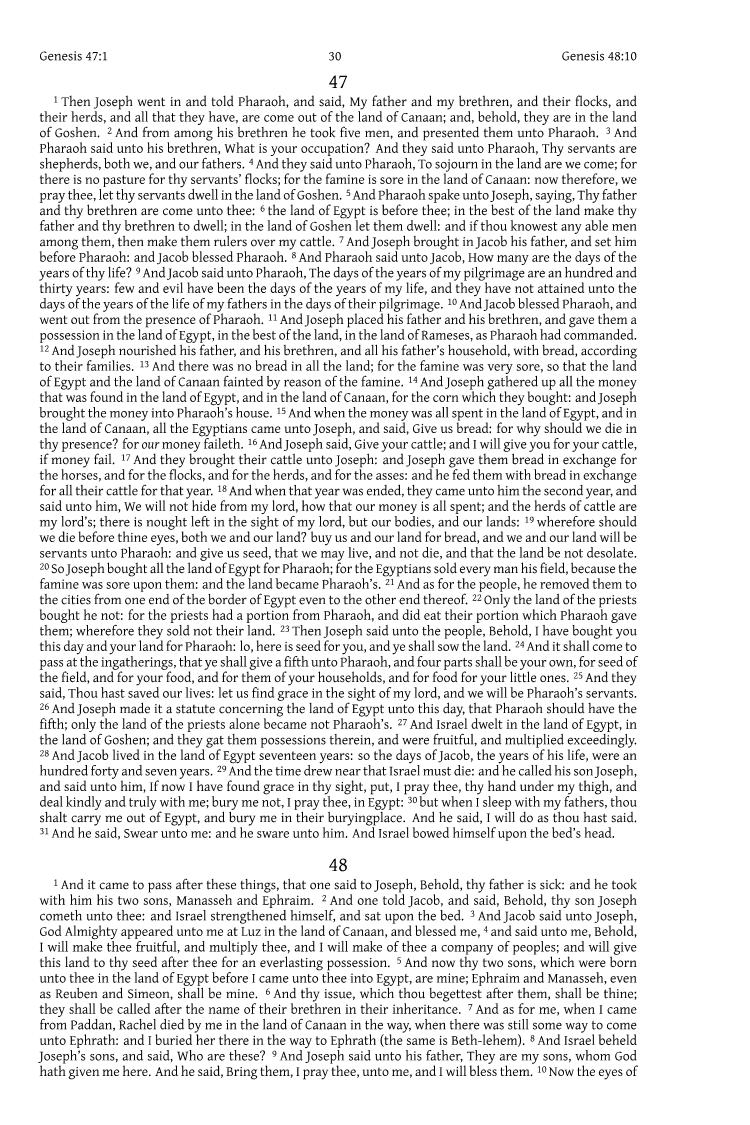 Genesis 47:1 30 Genesis 48:10
47
1 Then Joseph went in and told Pharaoh, and said, My father and my brethren, and their flocks, and
their herds, and all that they have, are come out of the land of Canaan; and, behold, they are in the land
of Goshen. 2 And from among his brethren he took five men, and presented them unto Pharaoh. 3 And
Pharaoh said unto his brethren, What is your occupation? And they said unto Pharaoh, Thy servants are
shepherds, both we, and our fathers. 4 And they said unto Pharaoh, To sojourn in the land are we come; for
there is no pasture for thy servants’ flocks; for the famine is sore in the land of Canaan: now therefore, we
pray thee, let thy servants dwell in the land of Goshen. 5 And Pharaoh spake unto Joseph, saying, Thy father
and thy brethren are come unto thee: 6 the land of Egypt is before thee; in the best of the land make thy
father and thy brethren to dwell; in the land of Goshen let them dwell: and if thou knowest any able men
among them, then make them rulers over my cattle. 7 And Joseph brought in Jacob his father, and set him
before Pharaoh: and Jacob blessed Pharaoh. 8 And Pharaoh said unto Jacob, How many are the days of the
years of thy life? 9 And Jacob said unto Pharaoh, The days of the years of my pilgrimage are an hundred and
thirty years: few and evil have been the days of the years of my life, and they have not attained unto the
days of the years of the life of my fathers in the days of their pilgrimage. 10 And Jacob blessed Pharaoh, and
went out from the presence of Pharaoh. 11 And Joseph placed his father and his brethren, and gave them a
possession in the land of Egypt, in the best of the land, in the land of Rameses, as Pharaoh had commanded.
12 And Joseph nourished his father, and his brethren, and all his father’s household, with bread, according
to their families. 13 And there was no bread in all the land; for the famine was very sore, so that the land
of Egypt and the land of Canaan fainted by reason of the famine. 14 And Joseph gathered up all the money
that was found in the land of Egypt, and in the land of Canaan, for the corn which they bought: and Joseph
brought the money into Pharaoh’s house. 15 And when the money was all spent in the land of Egypt, and in
the land of Canaan, all the Egyptians came unto Joseph, and said, Give us bread: for why should we die in
thy presence? for our money faileth. 16 And Joseph said, Give your cattle; and I will give you for your cattle,
if money fail. 17 And they brought their cattle unto Joseph: and Joseph gave them bread in exchange for
the horses, and for the flocks, and for the herds, and for the asses: and he fed them with bread in exchange
for all their cattle for that year. 18 And when that year was ended, they came unto him the second year, and
said unto him, We will not hide from my lord, how that our money is all spent; and the herds of cattle are
my lord’s; there is nought left in the sight of my lord, but our bodies, and our lands: 19 wherefore should
we die before thine eyes, both we and our land? buy us and our land for bread, and we and our land will be
servants unto Pharaoh: and give us seed, that we may live, and not die, and that the land be not desolate.
20 So Joseph bought all the land of Egypt for Pharaoh; for the Egyptians sold every man his field, because the
famine was sore upon them: and the land became Pharaoh’s. 21 And as for the people, he removed them to
the cities from one end of the border of Egypt even to the other end thereof. 22 Only the land of the priests
bought he not: for the priests had a portion from Pharaoh, and did eat their portion which Pharaoh gave
them; wherefore they sold not their land. 23 Then Joseph said unto the people, Behold, I have bought you
this day and your land for Pharaoh: lo, here is seed for you, and ye shall sow the land. 24 And it shall come to
pass at the ingatherings, that ye shall give a fifth unto Pharaoh, and four parts shall be your own, for seed of
the field, and for your food, and for them of your households, and for food for your little ones. 25 And they
said, Thou hast saved our lives: let us find grace in the sight of my lord, and we will be Pharaoh’s servants.
26 And Joseph made it a statute concerning the land of Egypt unto this day, that Pharaoh should have the
fifth; only the land of the priests alone became not Pharaoh’s. 27 And Israel dwelt in the land of Egypt, in
the land of Goshen; and they gat them possessions therein, and were fruitful, and multiplied exceedingly.
28 And Jacob lived in the land of Egypt seventeen years: so the days of Jacob, the years of his life, were an
hundred forty and seven years. 29 And the time drew near that Israel must die: and he called his son Joseph,
and said unto him, If now I have found grace in thy sight, put, I pray thee, thy hand under my thigh, and
deal kindly and truly with me; bury me not, I pray thee, in Egypt: 30 but when I sleep with my fathers, thou
shalt carry me out of Egypt, and bury me in their buryingplace. And he said, I will do as thou hast said.
31 And he said, Swear unto me: and he sware unto him. And Israel bowed himself upon the bed’s head.
48
1 And it came to pass after these things, that one said to Joseph, Behold, thy father is sick: and he took
with him his two sons, Manasseh and Ephraim. 2 And one told Jacob, and said, Behold, thy son Joseph
cometh unto thee: and Israel strengthened himself, and sat upon the bed. 3 And Jacob said unto Joseph,
God Almighty appeared unto me at Luz in the land of Canaan, and blessed me, 4 and said unto me, Behold,
I will make thee fruitful, and multiply thee, and I will make of thee a company of peoples; and will give
this land to thy seed after thee for an everlasting possession. 5 And now thy two sons, which were born
unto thee in the land of Egypt before I came unto thee into Egypt, are mine; Ephraim and Manasseh, even
as Reuben and Simeon, shall be mine. 6 And thy issue, which thou begettest after them, shall be thine;
they shall be called after the name of their brethren in their inheritance. 7 And as for me, when I came
from Paddan, Rachel died by me in the land of Canaan in the way, when there was still some way to come
unto Ephrath: and I buried her there in the way to Ephrath (the same is Beth-lehem). 8 And Israel beheld
Joseph’s sons, and said, Who are these? 9 And Joseph said unto his father, They are my sons, whom God
hath given me here. And he said, Bring them, I pray thee, unto me, and I will bless them. 10 Now the eyes of